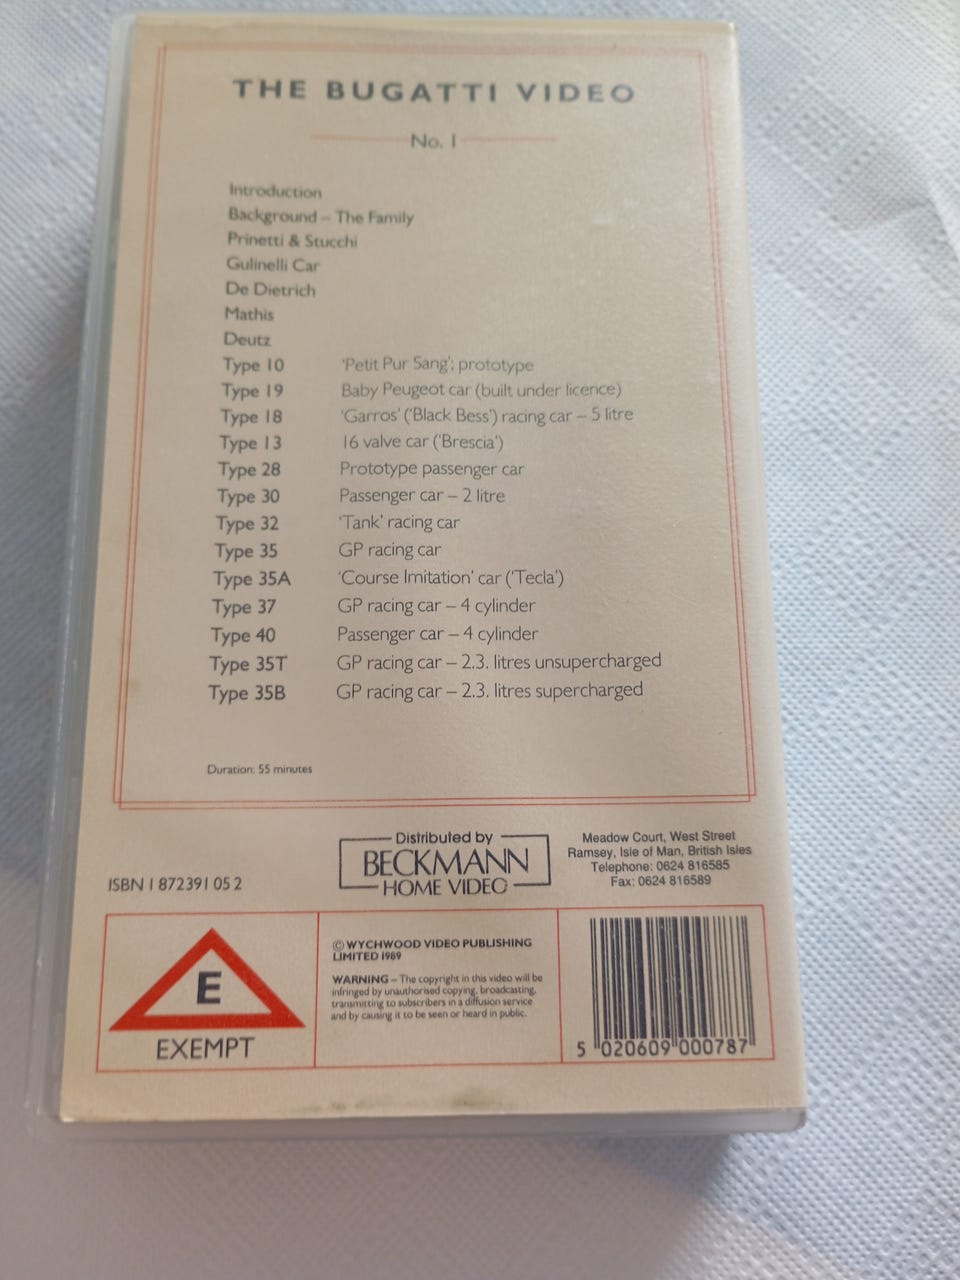 THE BUGATTI VIDEO
No. 1
Introduction
Background – The Family
Prinetti & Stucchi
Gulinelli Car
De Dietrich
Mathis
Deutz
Type 10 'Petit Pur Sang'; prototype
Type 19 Baby Peugeot car (built under licence)
Type 18 'Garros' ('Black Bess') racing car – 5 litre
Type 13 16 valve car ('Brescia')
Type 28 Prototype passenger car
Type 30 Passenger car – 2 litre
Type 32 'Tank' racing car
Type 35 GP racing car
Type 35A 'Course Imitation' car ('Tecla')
Type 37 GP racing car – 4 cylinder
Type 40 Passenger car – 4 cylinder
Type 35T GP racing car – 2.3. litres unsupercharged
Type 35B GP racing car – 2.3. litres supercharged
Duration: 55 minutes
ISBN 1 872391 05 2
Distributed by
BECKMANN
HOME VIDEO
Meadow Court, West Street
Ramsey, Isle of Man, British Isles
Telephone: 0624 816585
Fax: 0624 816589
E
EXEMPT
© WYCHWOOD VIDEO PUBLISHING
LIMITED 1989
WARNING – The copyright in this video will be
infringed by unauthorised copying, broadcasting,
transmitting to subscribers in a diffusion service
and by causing it to be seen or heard in public.
5 020609 000787